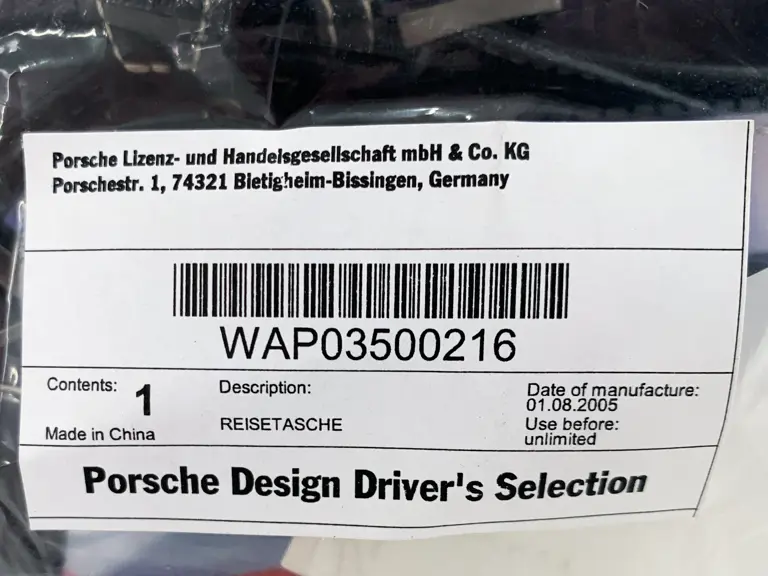 Porsche Lizenz- und Handelsgesellschaft mbH & Co. KG
Porschestr. 1, 74321 Bietigheim-Bissingen, Germany
WAP03500216
Contents: 1
Made in China
Description:
REISETASCHE
Date of manufacture:
01.08.2005
Use before:
unlimited
Porsche Design Driver's Selection